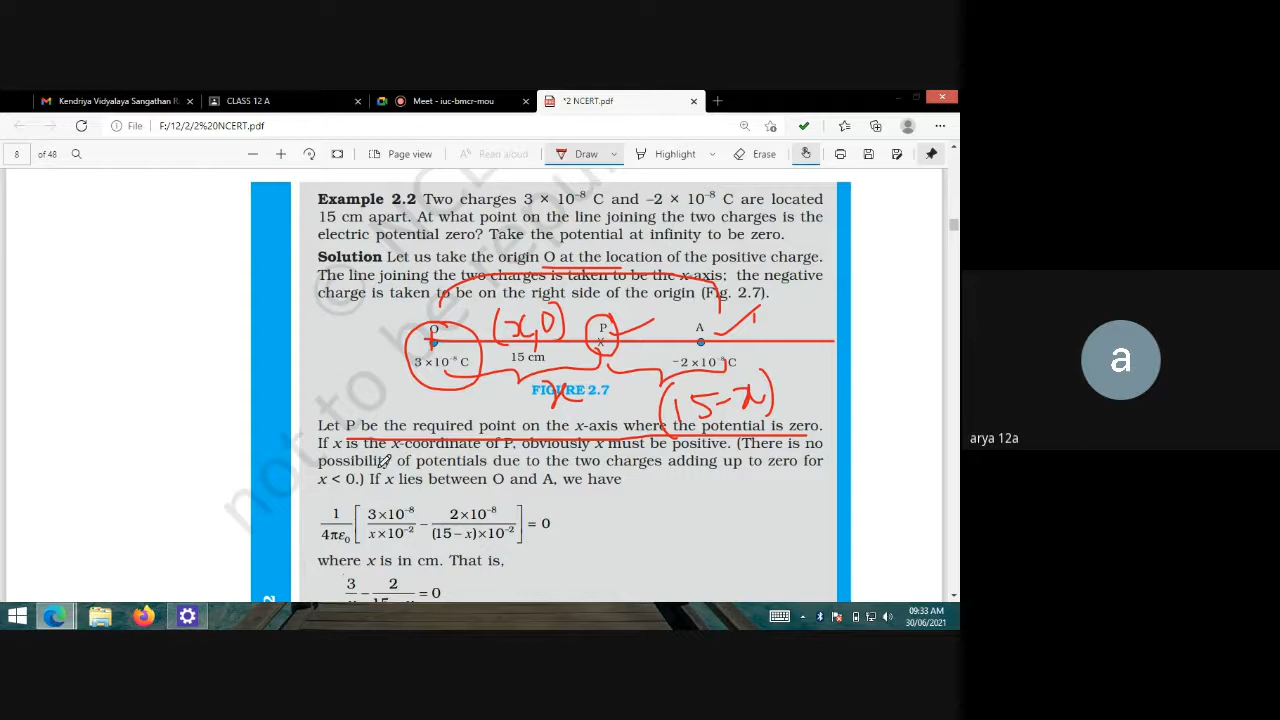 Kendriya Vidyalaya Sangathan R
CLASS 12 A
Meet - iuc-bmcr-mou
*2 NCERT.pdf
File
F:/12/2/2%20NCERT.pdf
8
of 48
Page view
Read aloud
Draw
Highlight
Erase
Example 2.2 Two charges 3 × 10⁻⁸ C and –2 × 10⁻⁸ C are located
15 cm apart. At what point on the line joining the two charges is the
electric potential zero? Take the potential at infinity to be zero.
Solution Let us take the origin O at the location of the positive charge.
The line joining the two charges is taken to be the x-axis; the negative
charge is taken to be on the right side of the origin (Fig. 2.7).
O (x,0) P A
3 ×10⁻⁸ C 15 cm −2 ×10⁻⁸ C
FIGURE 2.7
x (15-x)
Let P be the required point on the x-axis where the potential is zero.
If x is the x-coordinate of P, obviously x must be positive. (There is no
possibility of potentials due to the two charges adding up to zero for
x < 0.) If x lies between O and A, we have
1/4πε₀ [ 3×10⁻⁸/x×10⁻² – 2×10⁻⁸/(15 – x)×10⁻² ] = 0
where x is in cm. That is,
3 – 2 = 0
not to be repu
© NCE
2
a
arya 12a
09:33 AM
30/06/2021